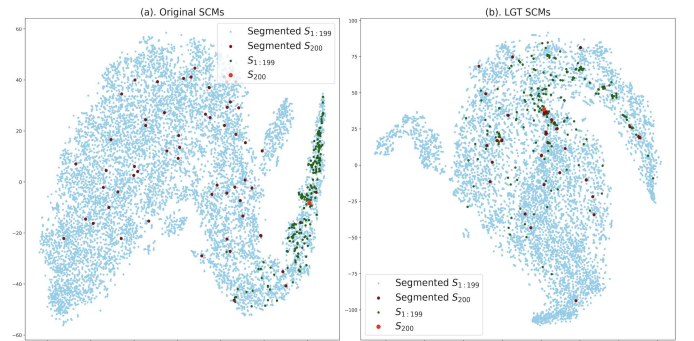 (a). Original SCMs
60
40
20
0
−20
−40
−60
Segmented S₁:₁₉₉
Segmented S₂₀₀
S₁:₁₉₉
S₂₀₀
(b). LGT SCMs
100
75
50
25
0
−25
−50
−75
−100
Segmented S₁:₁₉₉
Segmented S₂₀₀
S₁:₁₉₉
S₂₀₀